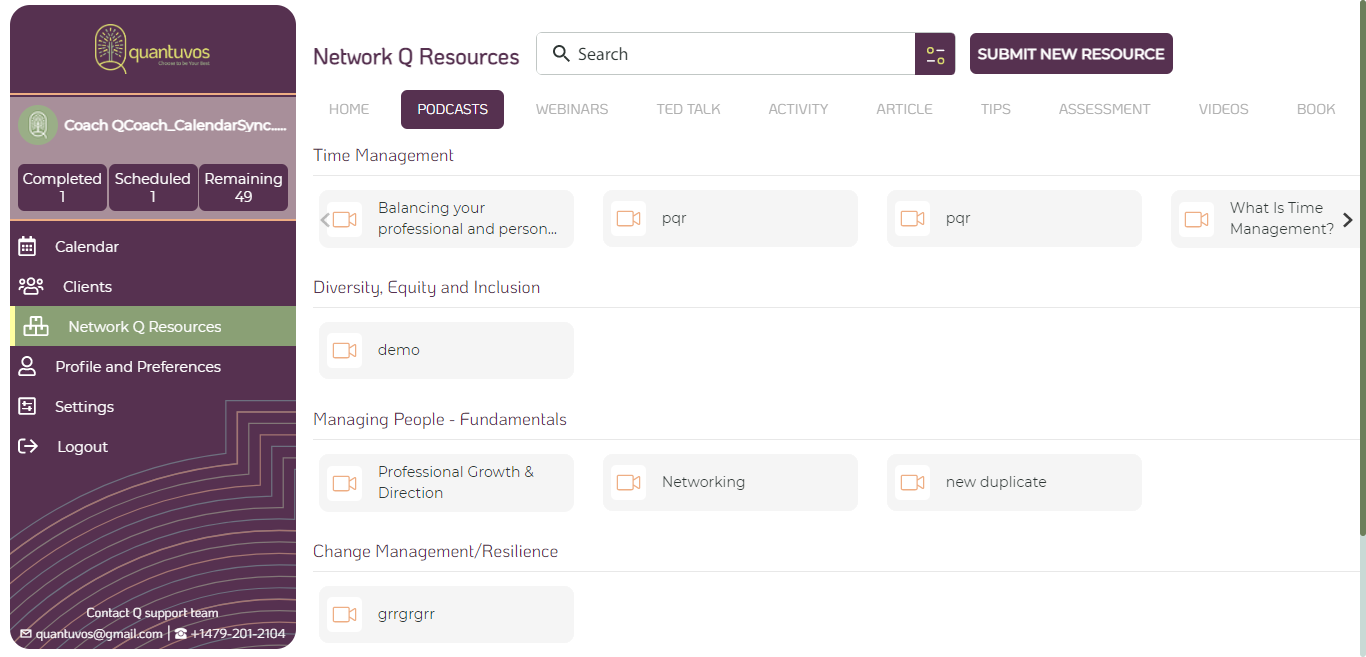 quantuvos
Choose to be Your Best
Coach QCoach_CalendarSync.....
Completed
1
Scheduled
1
Remaining
49
Calendar
Clients
Network Q Resources
Profile and Preferences
Settings
Logout
Contact Q support team
quantuvos@gmail.com | +1479-201-2104
Network Q Resources
Search
SUBMIT NEW RESOURCE
HOME PODCASTS WEBINARS TED TALK ACTIVITY ARTICLE TIPS ASSESSMENT VIDEOS BOOK
Time Management
Balancing your
professional and person...
pqr
pqr
What Is Time
Management?
Diversity, Equity and Inclusion
demo
Managing People - Fundamentals
Professional Growth &
Direction
Networking
new duplicate
Change Management/Resilience
grrgrgrr